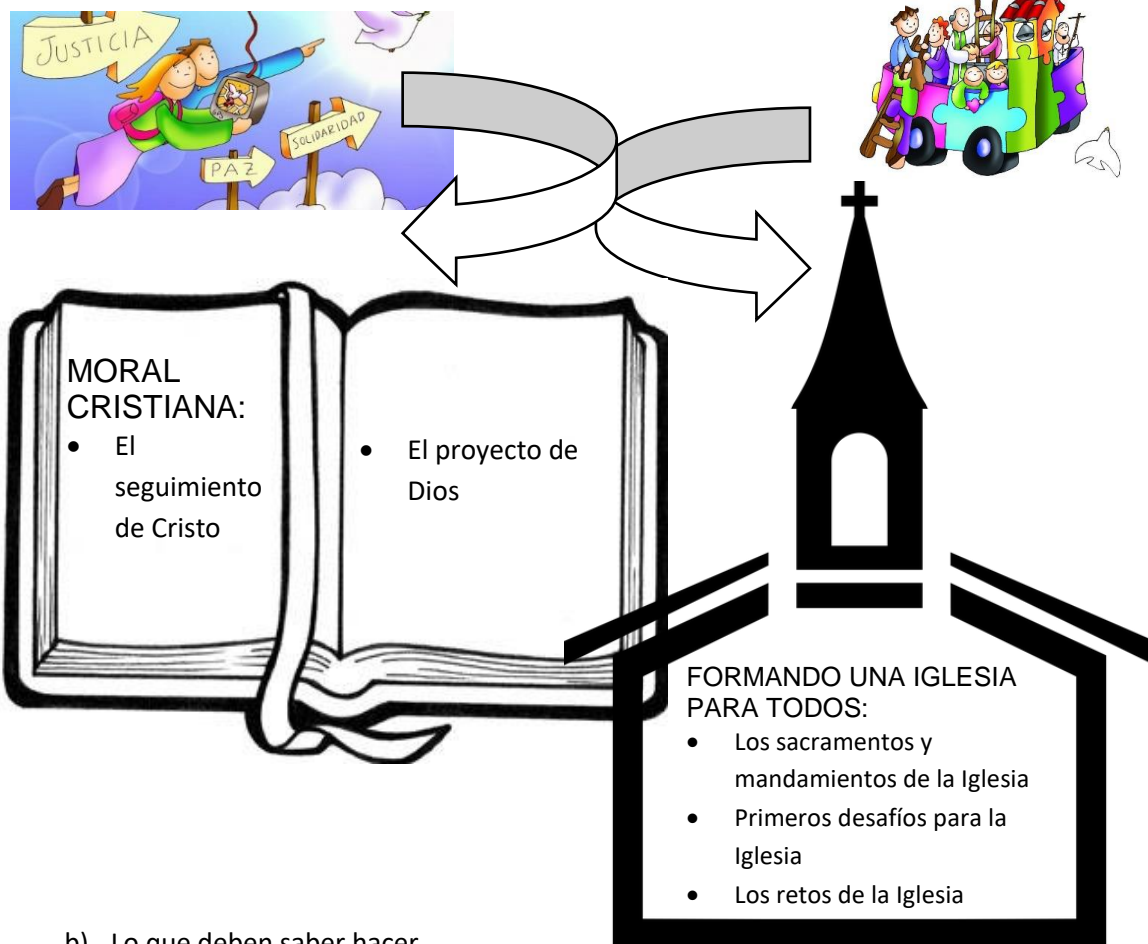 JUSTICIA
SOLIDARIDAD
PAZ
MORAL
CRISTIANA:
• El
seguimiento
de Cristo
• El proyecto de
Dios
FORMANDO UNA IGLESIA
PARA TODOS:
• Los sacramentos y
mandamientos de la Iglesia
• Primeros desafíos para la
Iglesia
• Los retos de la Iglesia
b) Lo que deben saber hacer